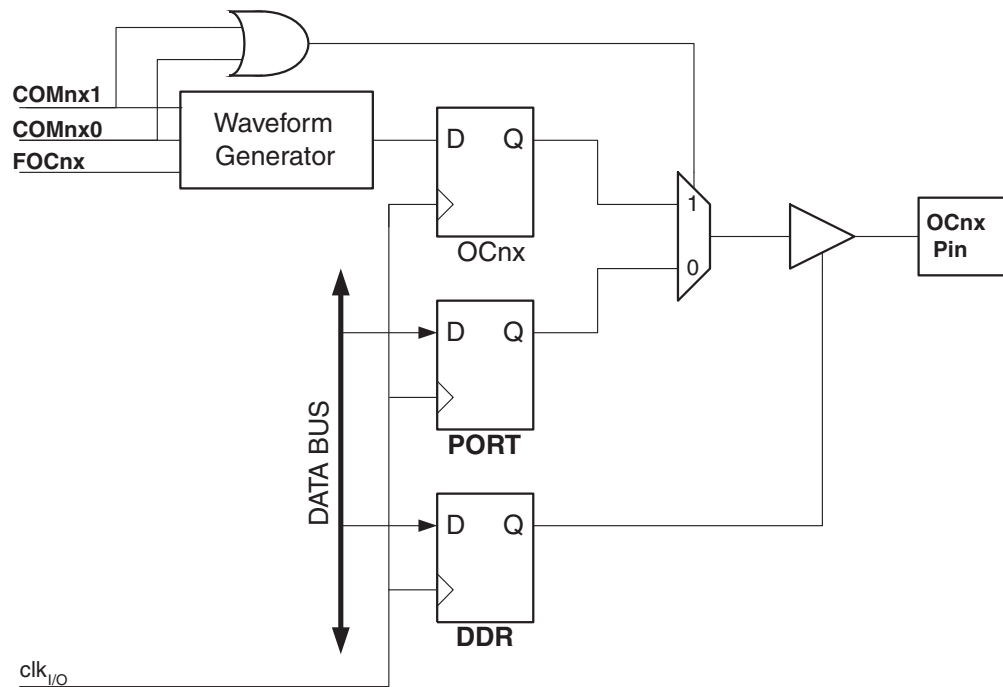 COMnx1
COMnx0
FOCnx
Waveform
Generator
D Q
OCnx
1
0
OCnx
Pin
D Q
PORT
DATA BUS
D Q
DDR
clkI/O